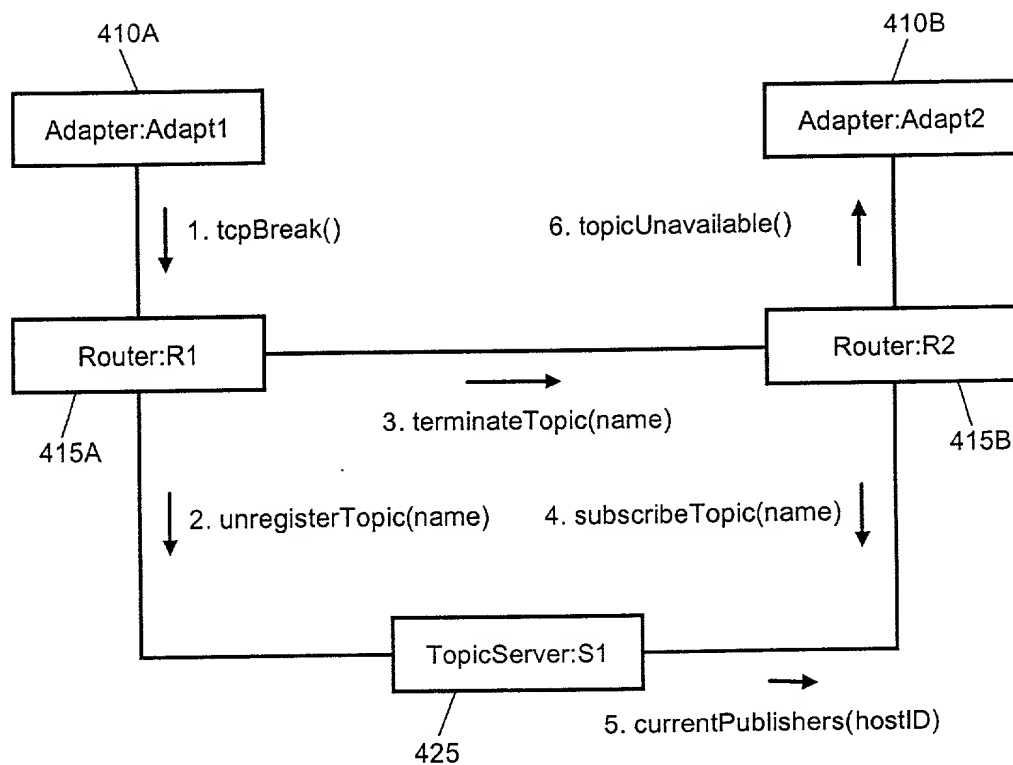 410A
410B
Adapter:Adapt1
Adapter:Adapt2
1. tcpBreak()
6. topicUnavailable()
Router:R1
Router:R2
3. terminateTopic(name)
415A
415B
2. unregisterTopic(name)
4. subscribeTopic(name)
TopicServer:S1
5. currentPublishers(hostID)
425